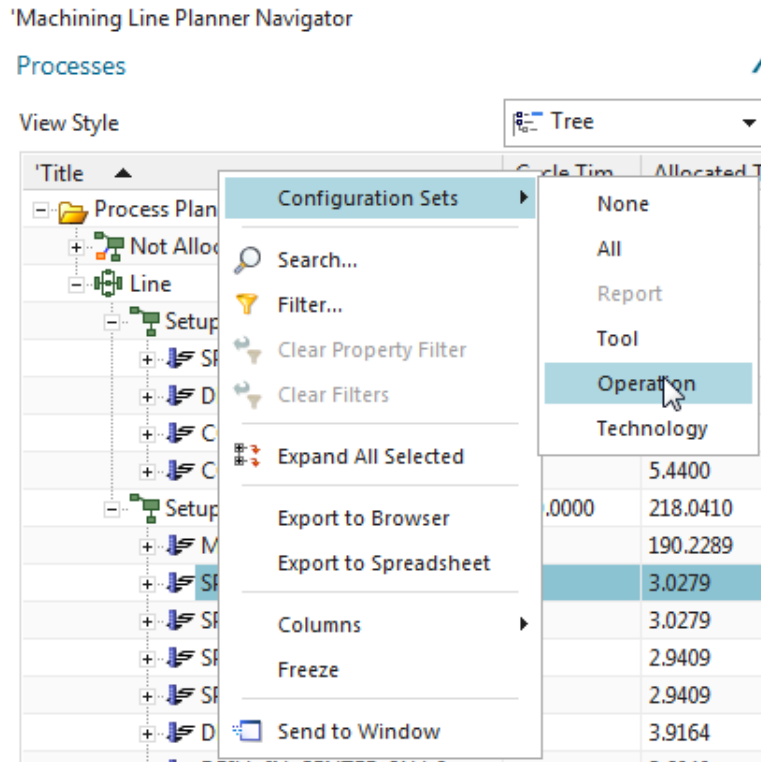 'Machining Line Planner Navigator
Processes
View Style
Tree
'Title
Process Plan
Not Alloc
Line
Setup
Setup
Configuration Sets
Search...
Filter...
Clear Property Filter
Clear Filters
Expand All Selected
Export to Browser
Export to Spreadsheet
Columns
Freeze
Send to Window
None
All
Report
Tool
Operation
Technology
5.4400
.0000 218.0410
190.2289
3.0279
3.0279
2.9409
2.9409
3.9164